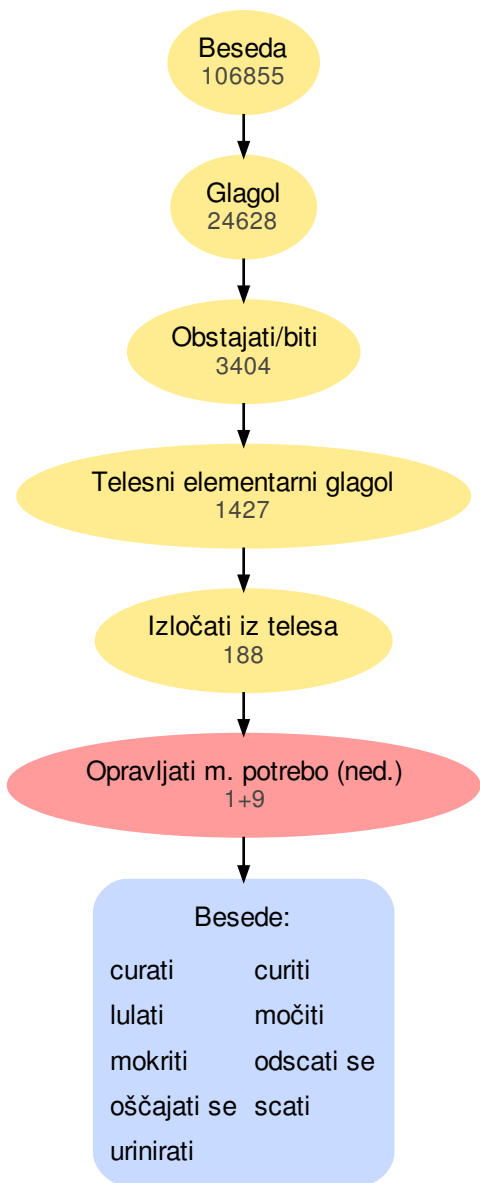 Beseda
106855
Glagol
24628
Obstajati/biti
3404
Telesni elementarni glagol
1427
Izločati iz telesa
188
Opravljati m. potrebo (ned.)
1+9
Besede:
curati curiti
lulati močiti
mokriti odscati se
oščajati se scati
urinirati